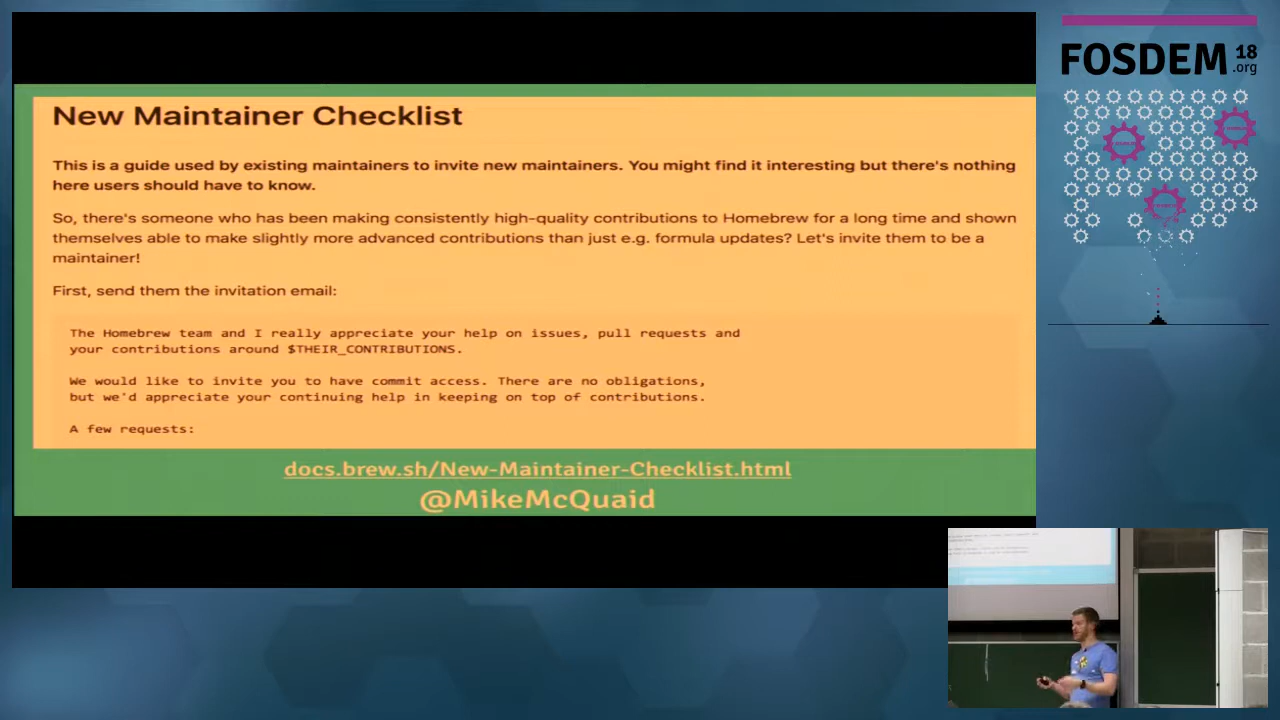 New Maintainer Checklist
This is a guide used by existing maintainers to invite new maintainers. You might find it interesting but there's nothing
here users should have to know.
So, there's someone who has been making consistently high-quality contributions to Homebrew for a long time and shown
themselves able to make slightly more advanced contributions than just e.g. formula updates? Let's invite them to be a
maintainer!
First, send them the invitation email:
The Homebrew team and I really appreciate your help on issues, pull requests and
your contributions around $THEIR_CONTRIBUTIONS.
We would like to invite you to have commit access. There are no obligations,
but we'd appreciate your continuing help in keeping on top of contributions.
A few requests:
docs.brew.sh/New-Maintainer-Checklist.html
@MikeMcQuaid
FOSDEM 18
.org